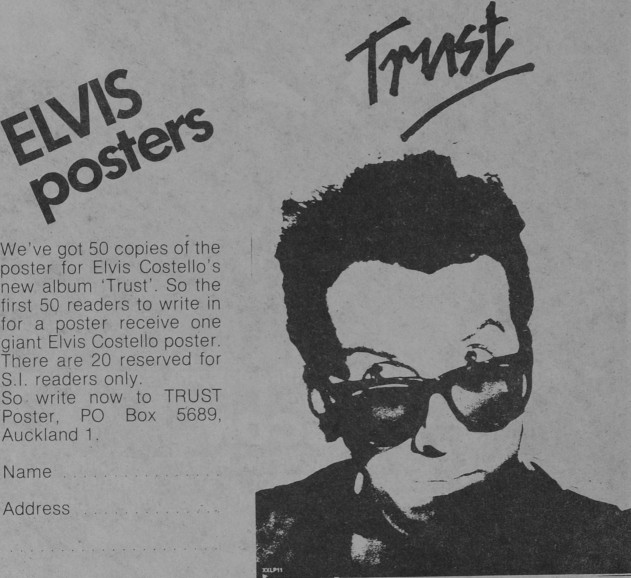 ELVIS
posters
We've got 50 copies of the
poster for Elvis Costello's
new album 'Trust'. So the
first 50 readers to write in
for a poster receive one
giant Elvis Costello poster.
There are 20 reserved for
S.I. readers only.
So write now to TRUST
Poster, PO Box 5689,
Auckland 1.
Name ................
Address .............
......................
Trust
XXLP11